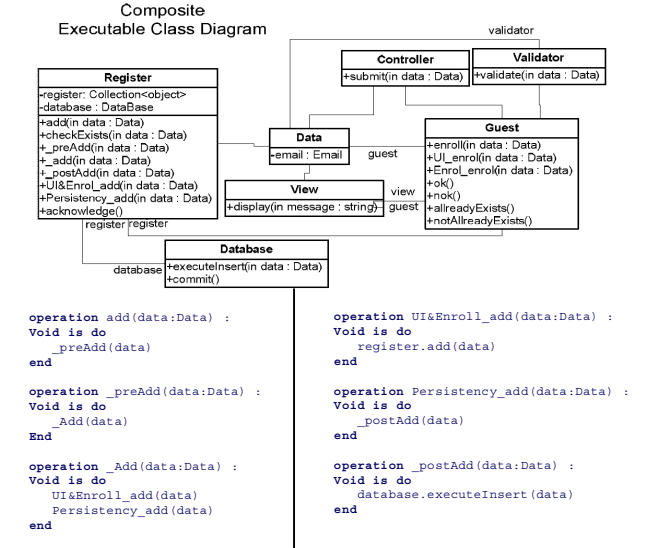 Composite
Executable Class Diagram
validator
Register
-register: Collection<object>
-database : DataBase
+add(in data : Data)
+checkExists(in data : Data)
+_preAdd(in data : Data)
+_add(in data : Data)
+_postAdd(in data : Data)
+UI&Enrol_add(in data : Data)
+Persistency_add(in data : Data)
+acknowledge()
Controller
+submit(in data : Data)
Validator
+validate(in data : Data)
Data
-email : Email
guest
Guest
+enroll(in data : Data)
+UI_enrol(in data : Data)
+Enrol_enrol(in data : Data)
+ok()
+nok()
+allreadyExists()
+notAllreadyExists()
View
+display(in message : string)
view
guest
register
register
Database
+executeInsert(in data : Data)
+commit()
database
operation add(data:Data) :
Void is do
_preAdd(data)
end
operation _preAdd(data:Data) :
Void is do
_Add(data)
End
operation _Add(data:Data) :
Void is do
UI&Enroll_add(data)
Persistency_add(data)
end
operation UI&Enroll_add(data:Data) :
Void is do
register.add(data)
end
operation Persistency_add(data:Data) :
Void is do
_postAdd(data)
end
operation _postAdd(data:Data) :
Void is do
database.executeInsert(data)
end